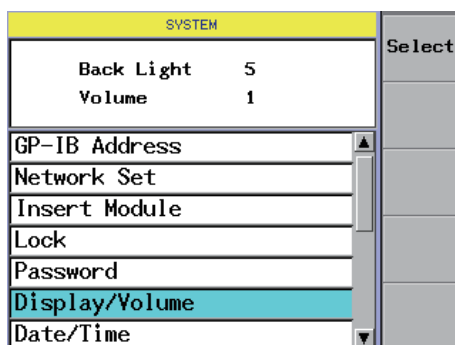 SYSTEM
Select
Back Light 5
Volume 1
GP-IB Address
Network Set
Insert Module
Lock
Password
Display/Volume
Date/Time